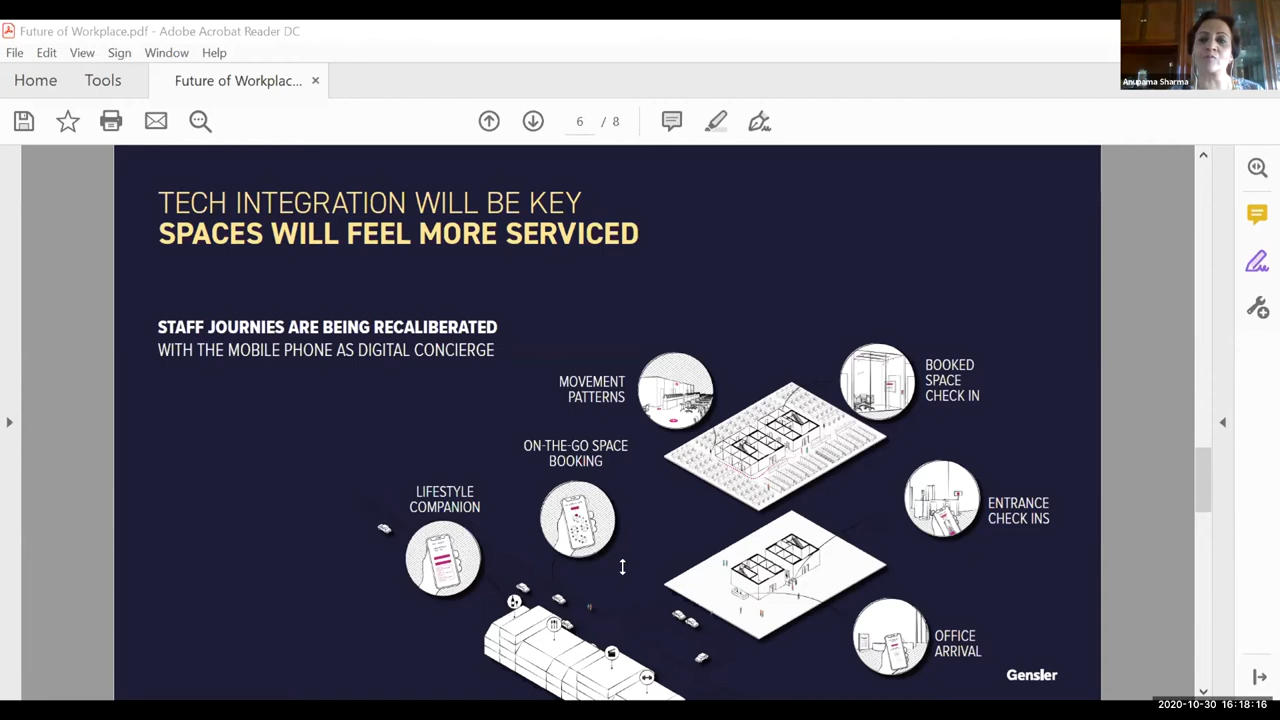 Future of Workplace.pdf - Adobe Acrobat Reader DC
File Edit View Sign Window Help
Home Tools Future of Workplac... ×
6 / 8
Anupama Sharma
TECH INTEGRATION WILL BE KEY
SPACES WILL FEEL MORE SERVICED
STAFF JOURNIES ARE BEING RECALIBERATED
WITH THE MOBILE PHONE AS DIGITAL CONCIERGE
MOVEMENT
PATTERNS
BOOKED
SPACE
CHECK IN
ON-THE-GO SPACE
BOOKING
LIFESTYLE
COMPANION
ENTRANCE
CHECK INS
OFFICE
ARRIVAL
Gensler
2020-10-30 16:18:16